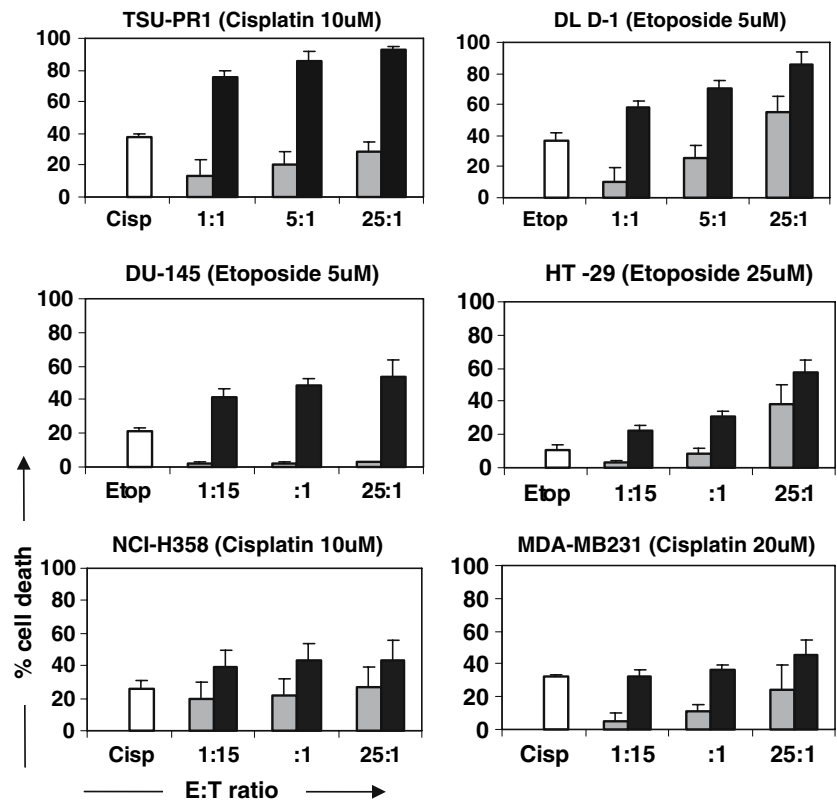 TSU-PR1 (Cisplatin 10uM)
100
80
60
40
20
0
Cisp 1:1 5:1 25:1
DL D-1 (Etoposide 5uM)
100
80
60
40
20
0
Etop 1:1 5:1 25:1
DU-145 (Etoposide 5uM)
100
80
60
40
20
0
Etop 1:15 :1 25:1
HT -29 (Etoposide 25uM)
100
80
60
40
20
0
Etop 1:15 :1 25:1
NCI-H358 (Cisplatin 10uM)
100
80
60
40
20
0
Cisp 1:15 :1 25:1
MDA-MB231 (Cisplatin 20uM)
100
80
60
40
20
0
Cisp 1:15 :1 25:1
% cell death
E:T ratio